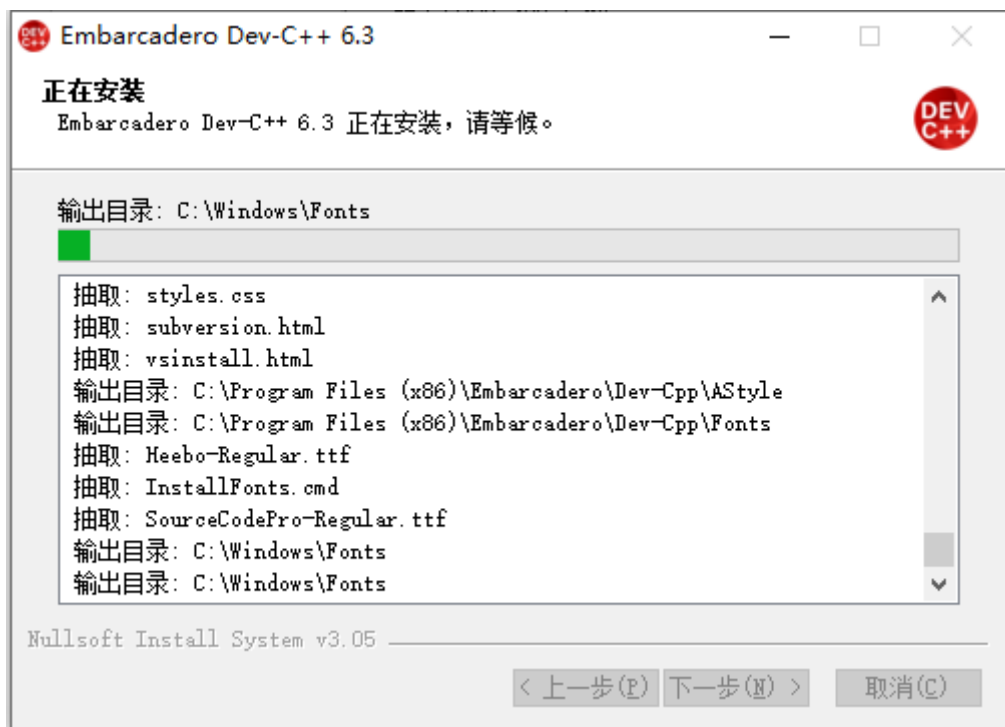 DEV C++ Embarcadero Dev-C++ 6.3
正在安装
Embarcadero Dev-C++ 6.3 正在安装，请等候。
DEV
C++
输出目录: C:\Windows\Fonts
抽取: styles.css
抽取: subversion.html
抽取: vsinstall.html
输出目录: C:\Program Files (x86)\Embarcadero\Dev-Cpp\AStyle
输出目录: C:\Program Files (x86)\Embarcadero\Dev-Cpp\Fonts
抽取: Heebo-Regular.ttf
抽取: InstallFonts.cmd
抽取: SourceCodePro-Regular.ttf
输出目录: C:\Windows\Fonts
输出目录: C:\Windows\Fonts
Nullsoft Install System v3.05
< 上一步(P) 下一步(N) > 取消(C)